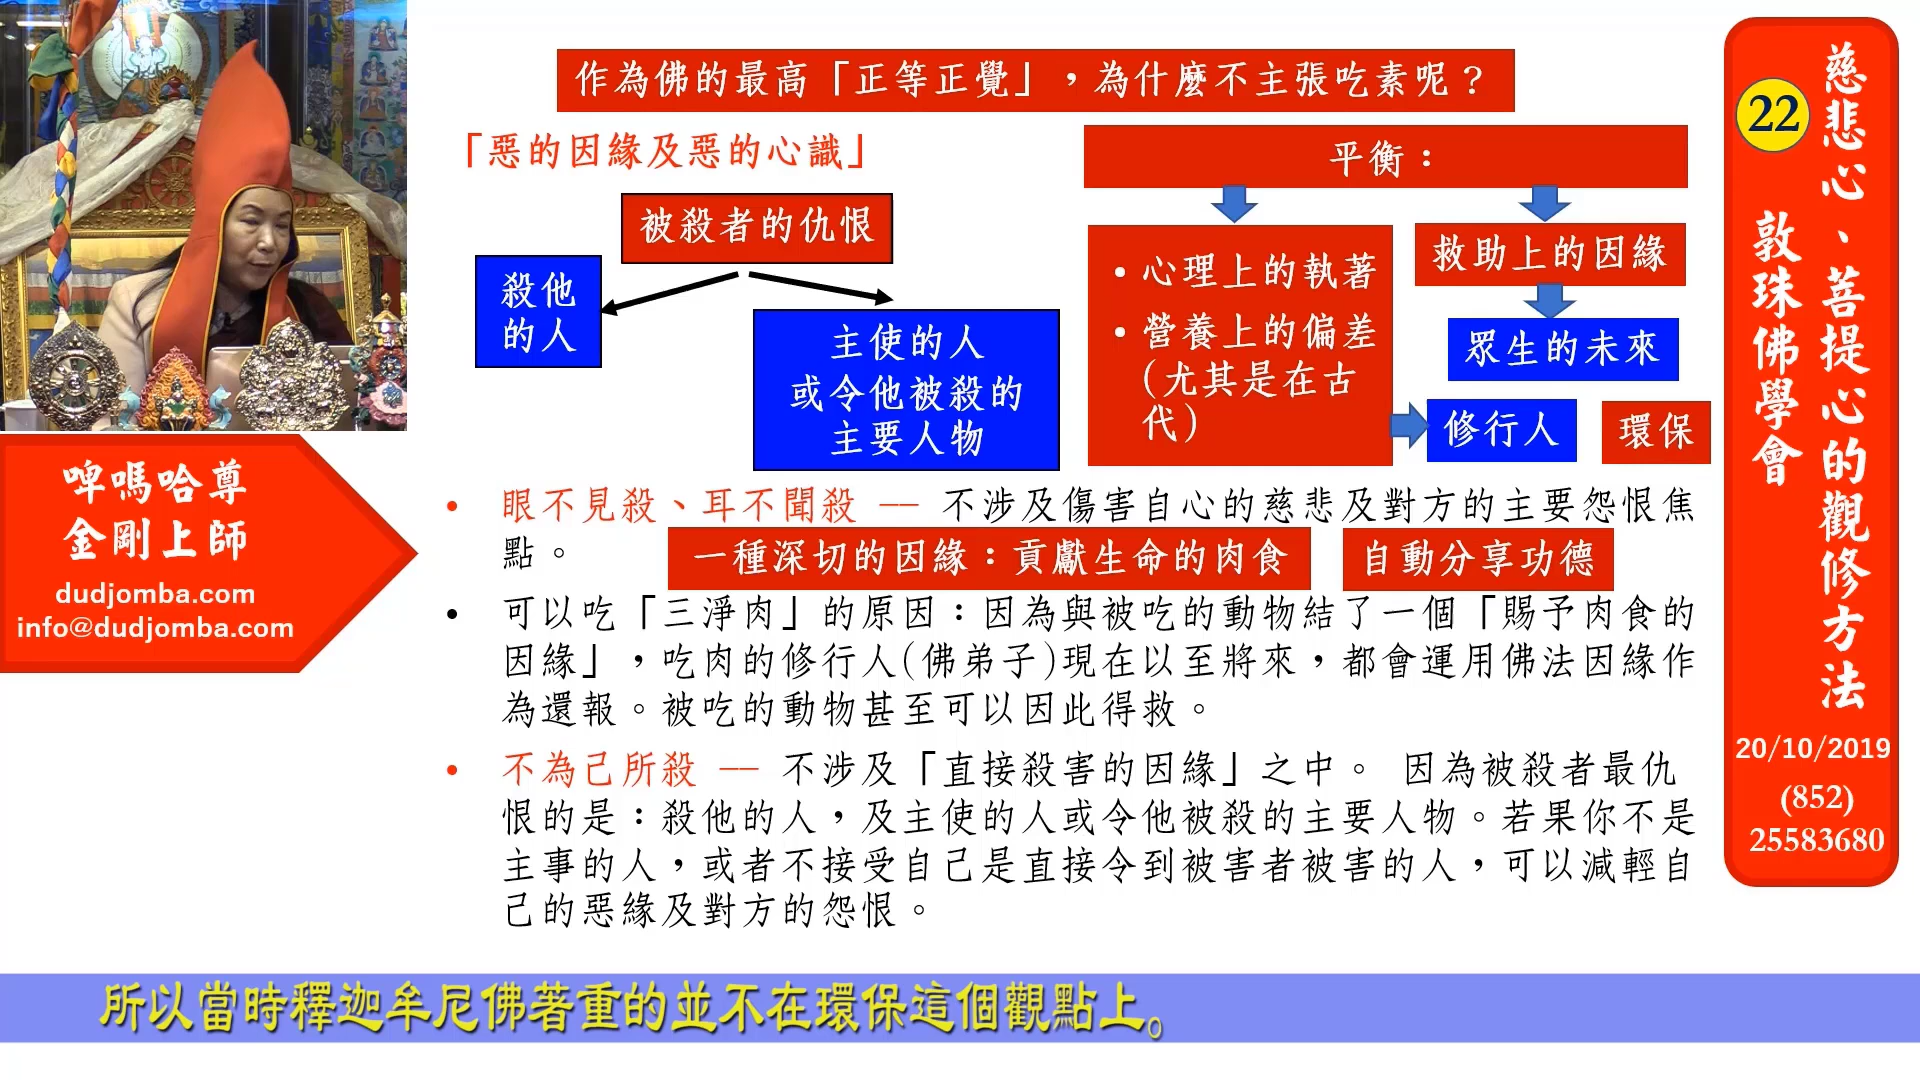 作為佛的最高「正等正覺」，為什麼不主張吃素呢？
「惡的因緣及惡的心識」
被殺者的仇恨
殺他
的人
主使的人
或令他被殺的
主要人物
平衡：
• 心理上的執著
• 營養上的偏差
(尤其是在古
代)
救助上的因緣
眾生的未來
修行人
環保
• 眼不見殺、耳不聞殺 —— 不涉及傷害自心的慈悲及對方的主要怨恨焦
點。
一種深切的因緣：貢獻生命的肉食
自動分享功德
• 可以吃「三淨肉」的原因：因為與被吃的動物結了一個「賜予肉食的
因緣」，吃肉的修行人(佛弟子)現在以至將來，都會運用佛法因緣作
為還報。被吃的動物甚至可以因此得救。
• 不為己所殺 —— 不涉及「直接殺害的因緣」之中。 因為被殺者最仇
恨的是：殺他的人，及主使的人或令他被殺的主要人物。若果你不是
主事的人，或者不接受自己是直接令到被害者被害的人，可以減輕自
己的惡緣及對方的怨恨。
啤嗎哈尊
金剛上師
dudjomba.com
info@dudjomba.com
慈悲心、菩提心的觀修方法
22
敦珠佛學會
20/10/2019
(852)
25583680
所以當時釋迦牟尼佛著重的並不在環保這個觀點上。